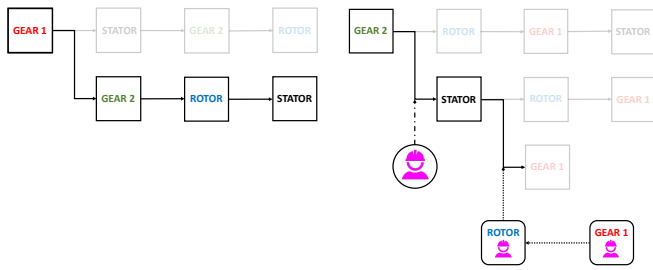 GEAR 1 STATOR GEAR 2 ROTOR
GEAR 2 ROTOR STATOR
GEAR 2 ROTOR GEAR 1 STATOR
STATOR ROTOR GEAR 1
GEAR 1
ROTOR GEAR 1